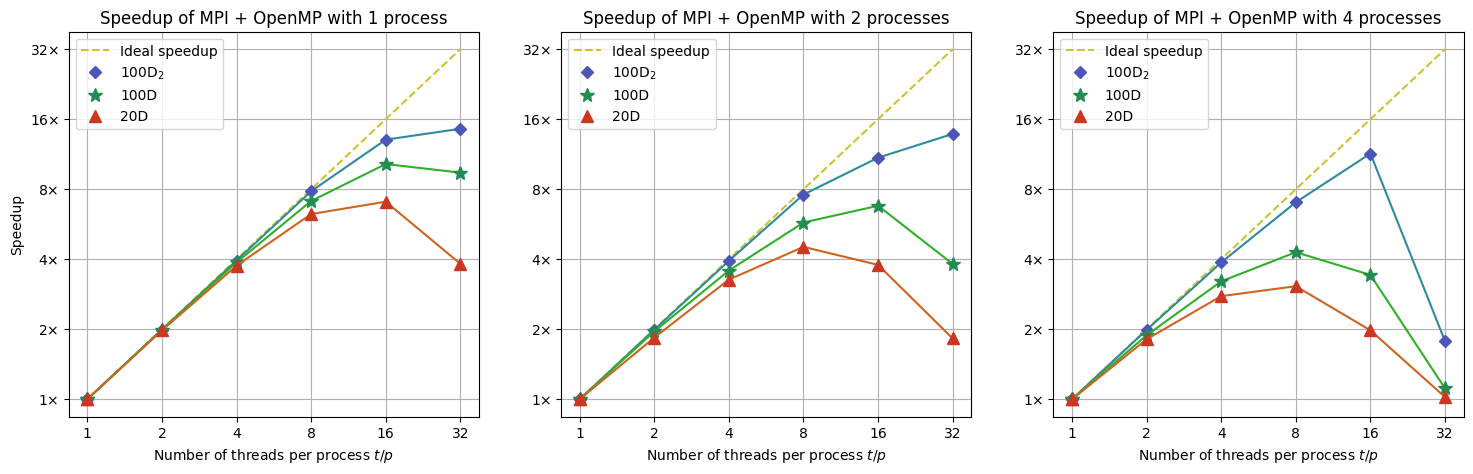 Speedup of MPI + OpenMP with 1 process
32×
16×
8×
4×
2×
1×
Speedup
Ideal speedup
100D₂
100D
20D
1 2 4 8 16 32
Number of threads per process t/p
Speedup of MPI + OpenMP with 2 processes
32×
16×
8×
4×
2×
1×
Ideal speedup
100D₂
100D
20D
1 2 4 8 16 32
Number of threads per process t/p
Speedup of MPI + OpenMP with 4 processes
32×
16×
8×
4×
2×
1×
Ideal speedup
100D₂
100D
20D
1 2 4 8 16 32
Number of threads per process t/p